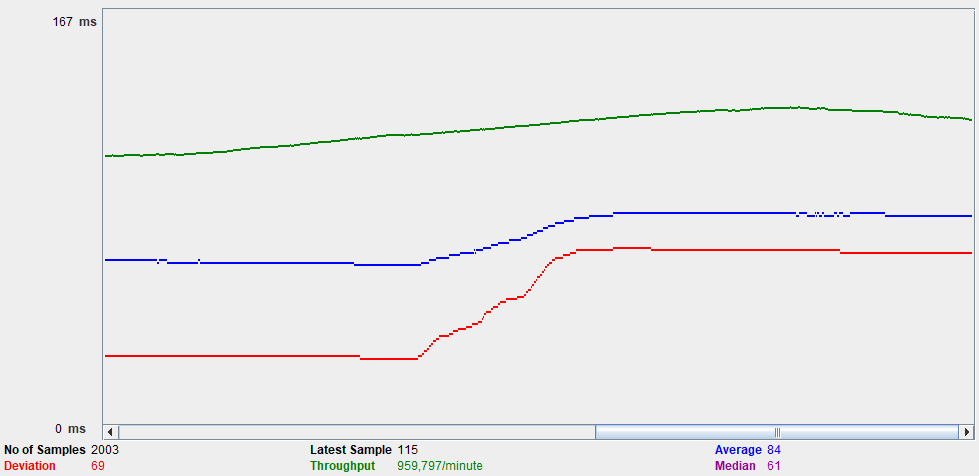 167 ms
0 ms
No of Samples 2003 Latest Sample 115 Average 84
Deviation 69 Throughput 959,797/minute Median 61